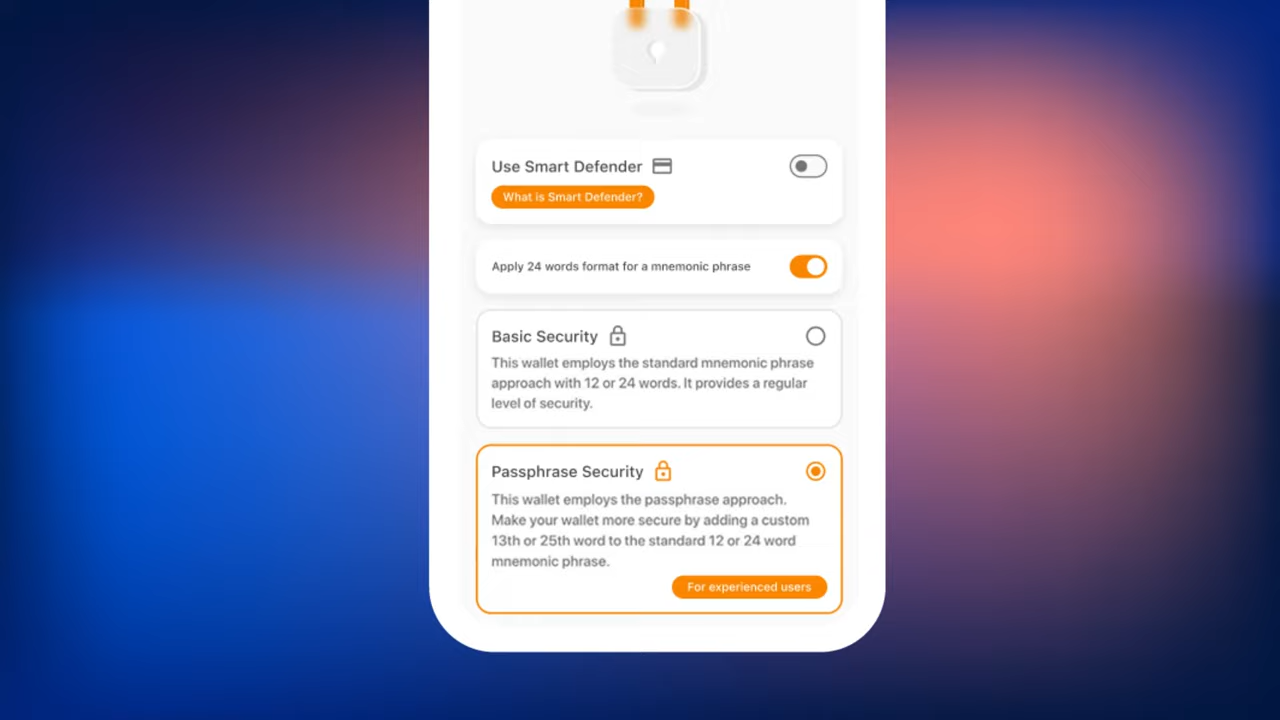 Use Smart Defender
What is Smart Defender?
Apply 24 words format for a mnemonic phrase
Basic Security
This wallet employs the standard mnemonic phrase
approach with 12 or 24 words. It provides a regular
level of security.
Passphrase Security
This wallet employs the passphrase approach.
Make your wallet more secure by adding a custom
13th or 25th word to the standard 12 or 24 word
mnemonic phrase.
For experienced users